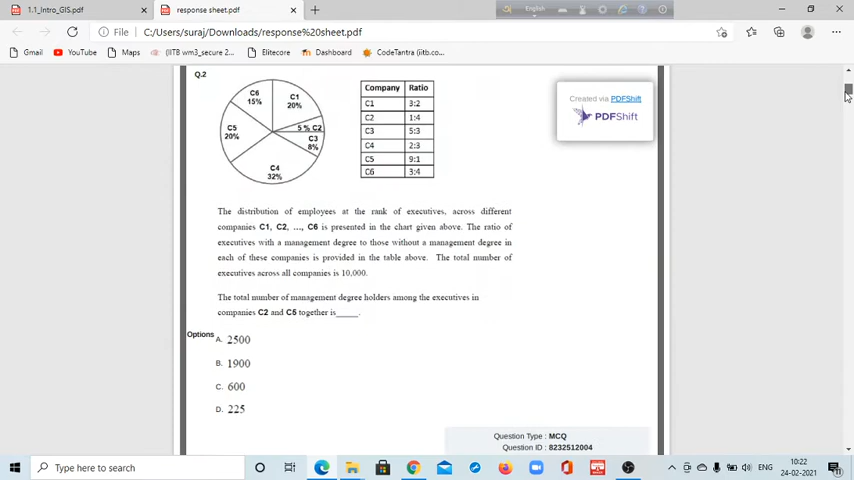 1.1_Intro_GIS.pdf
response sheet.pdf
English
File
C:/Users/suraj/Downloads/response%20sheet.pdf
Gmail
YouTube
Maps
(IITB wm3_secure 2...
Elitecore
Dashboard
CodeTantra (iitb.co...
Q.2
C6
15%
C1
20%
5 % C2
C3
8%
C5
20%
C4
32%
Company Ratio
C1 3:2
C2 1:4
C3 5:3
C4 2:3
C5 9:1
C6 3:4
Created via PDFShift
PDFShift
The distribution of employees at the rank of executives, across different
companies C1, C2, ..., C6 is presented in the chart given above. The ratio of
executives with a management degree to those without a management degree in
each of these companies is provided in the table above. The total number of
executives across all companies is 10,000.
The total number of management degree holders among the executives in
companies C2 and C5 together is_____.
Options
A. 2500
B. 1900
C. 600
D. 225
Question Type : MCQ
Question ID : 8232512004
Type here to search
ENG
10:22
24-02-2021